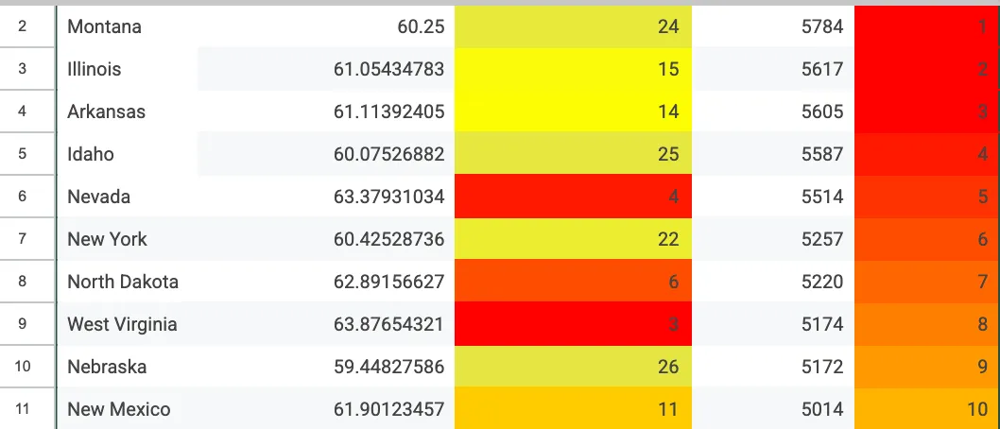 2 Montana 60.25 24 5784 1
3 Illinois 61.05434783 15 5617 2
4 Arkansas 61.11392405 14 5605 3
5 Idaho 60.07526882 25 5587 4
6 Nevada 63.37931034 4 5514 5
7 New York 60.42528736 22 5257 6
8 North Dakota 62.89156627 6 5220 7
9 West Virginia 63.87654321 3 5174 8
10 Nebraska 59.44827586 26 5172 9
11 New Mexico 61.90123457 11 5014 10